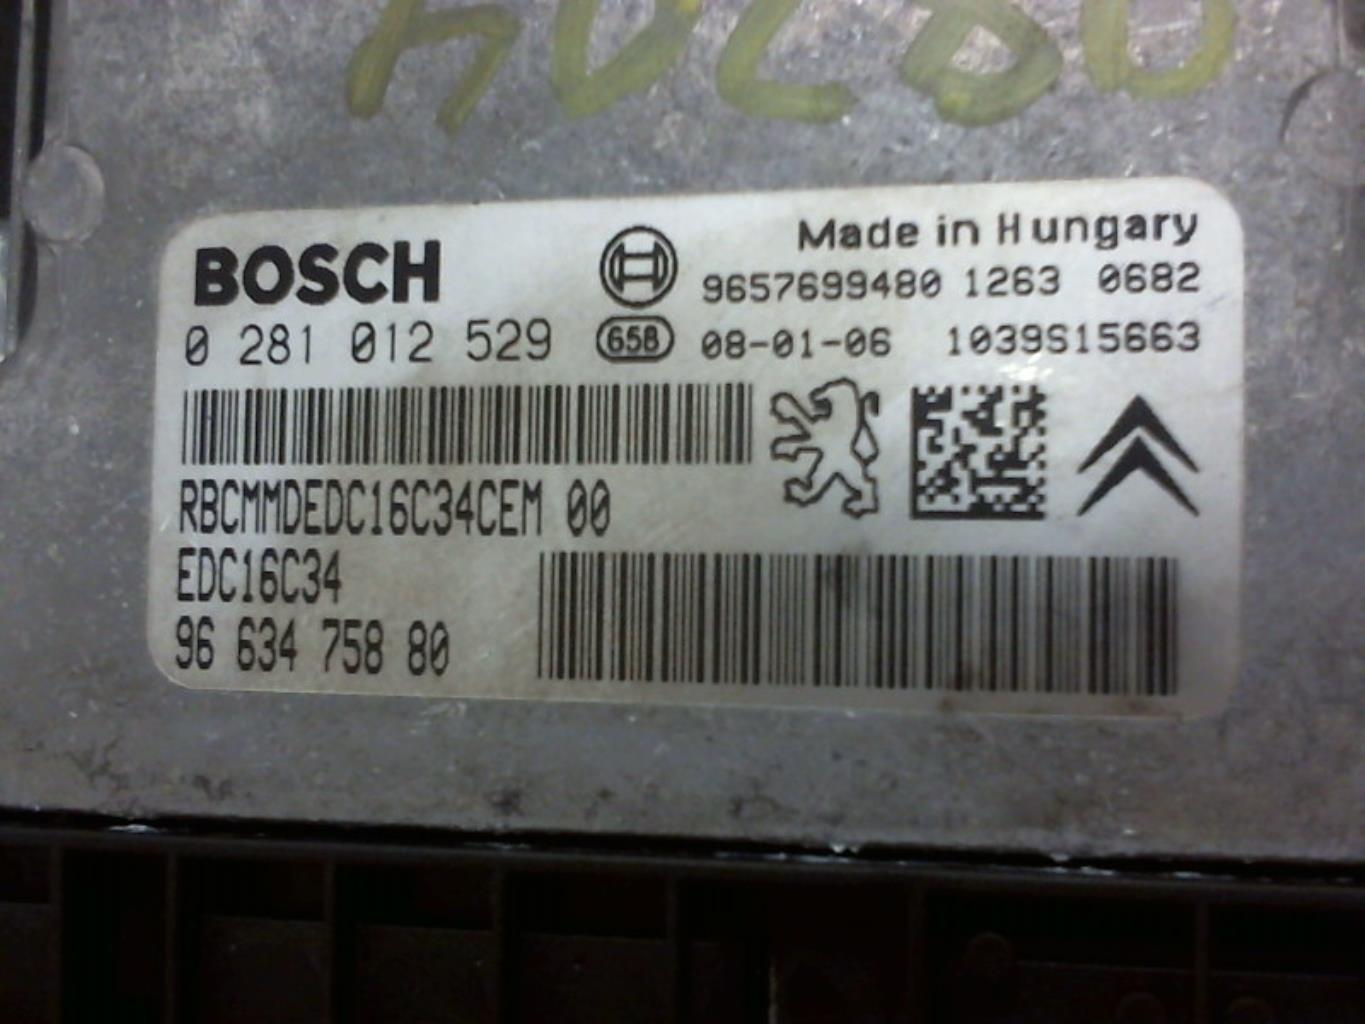 BOSCH
Made in Hungary
9657699480 1263 0682
0 281 012 529
658 08-01-06 1039S15663
RBCMMDEDC16C34CEM 00
EDC16C34
96 634 758 80